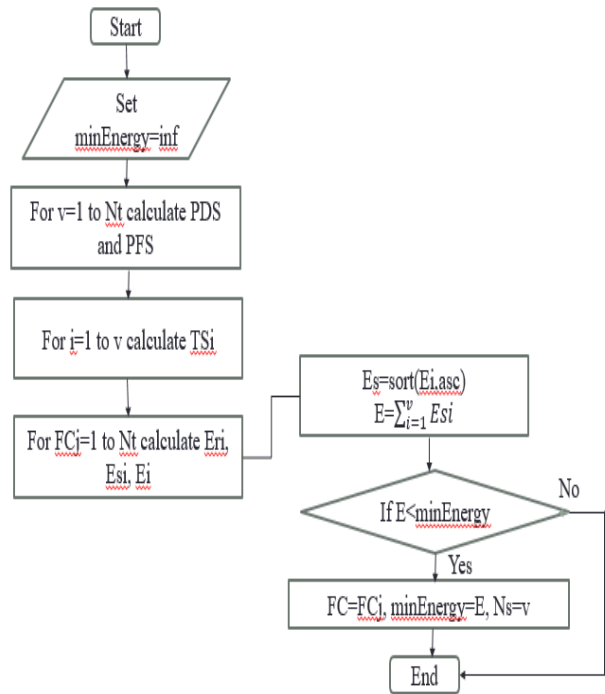 Start
Set
minEnergy=inf
For v=1 to Nt calculate PDS
and PFS
For i=1 to v calculate TSi
For FCj=1 to Nt calculate Eri,
Esi, Ei
Es=sort(Ei.asc)
E=∑ᵛᵢ₌₁ Esi
If E<minEnergy
No
Yes
FC=FCj, minEnergy=E, Ns=v
End